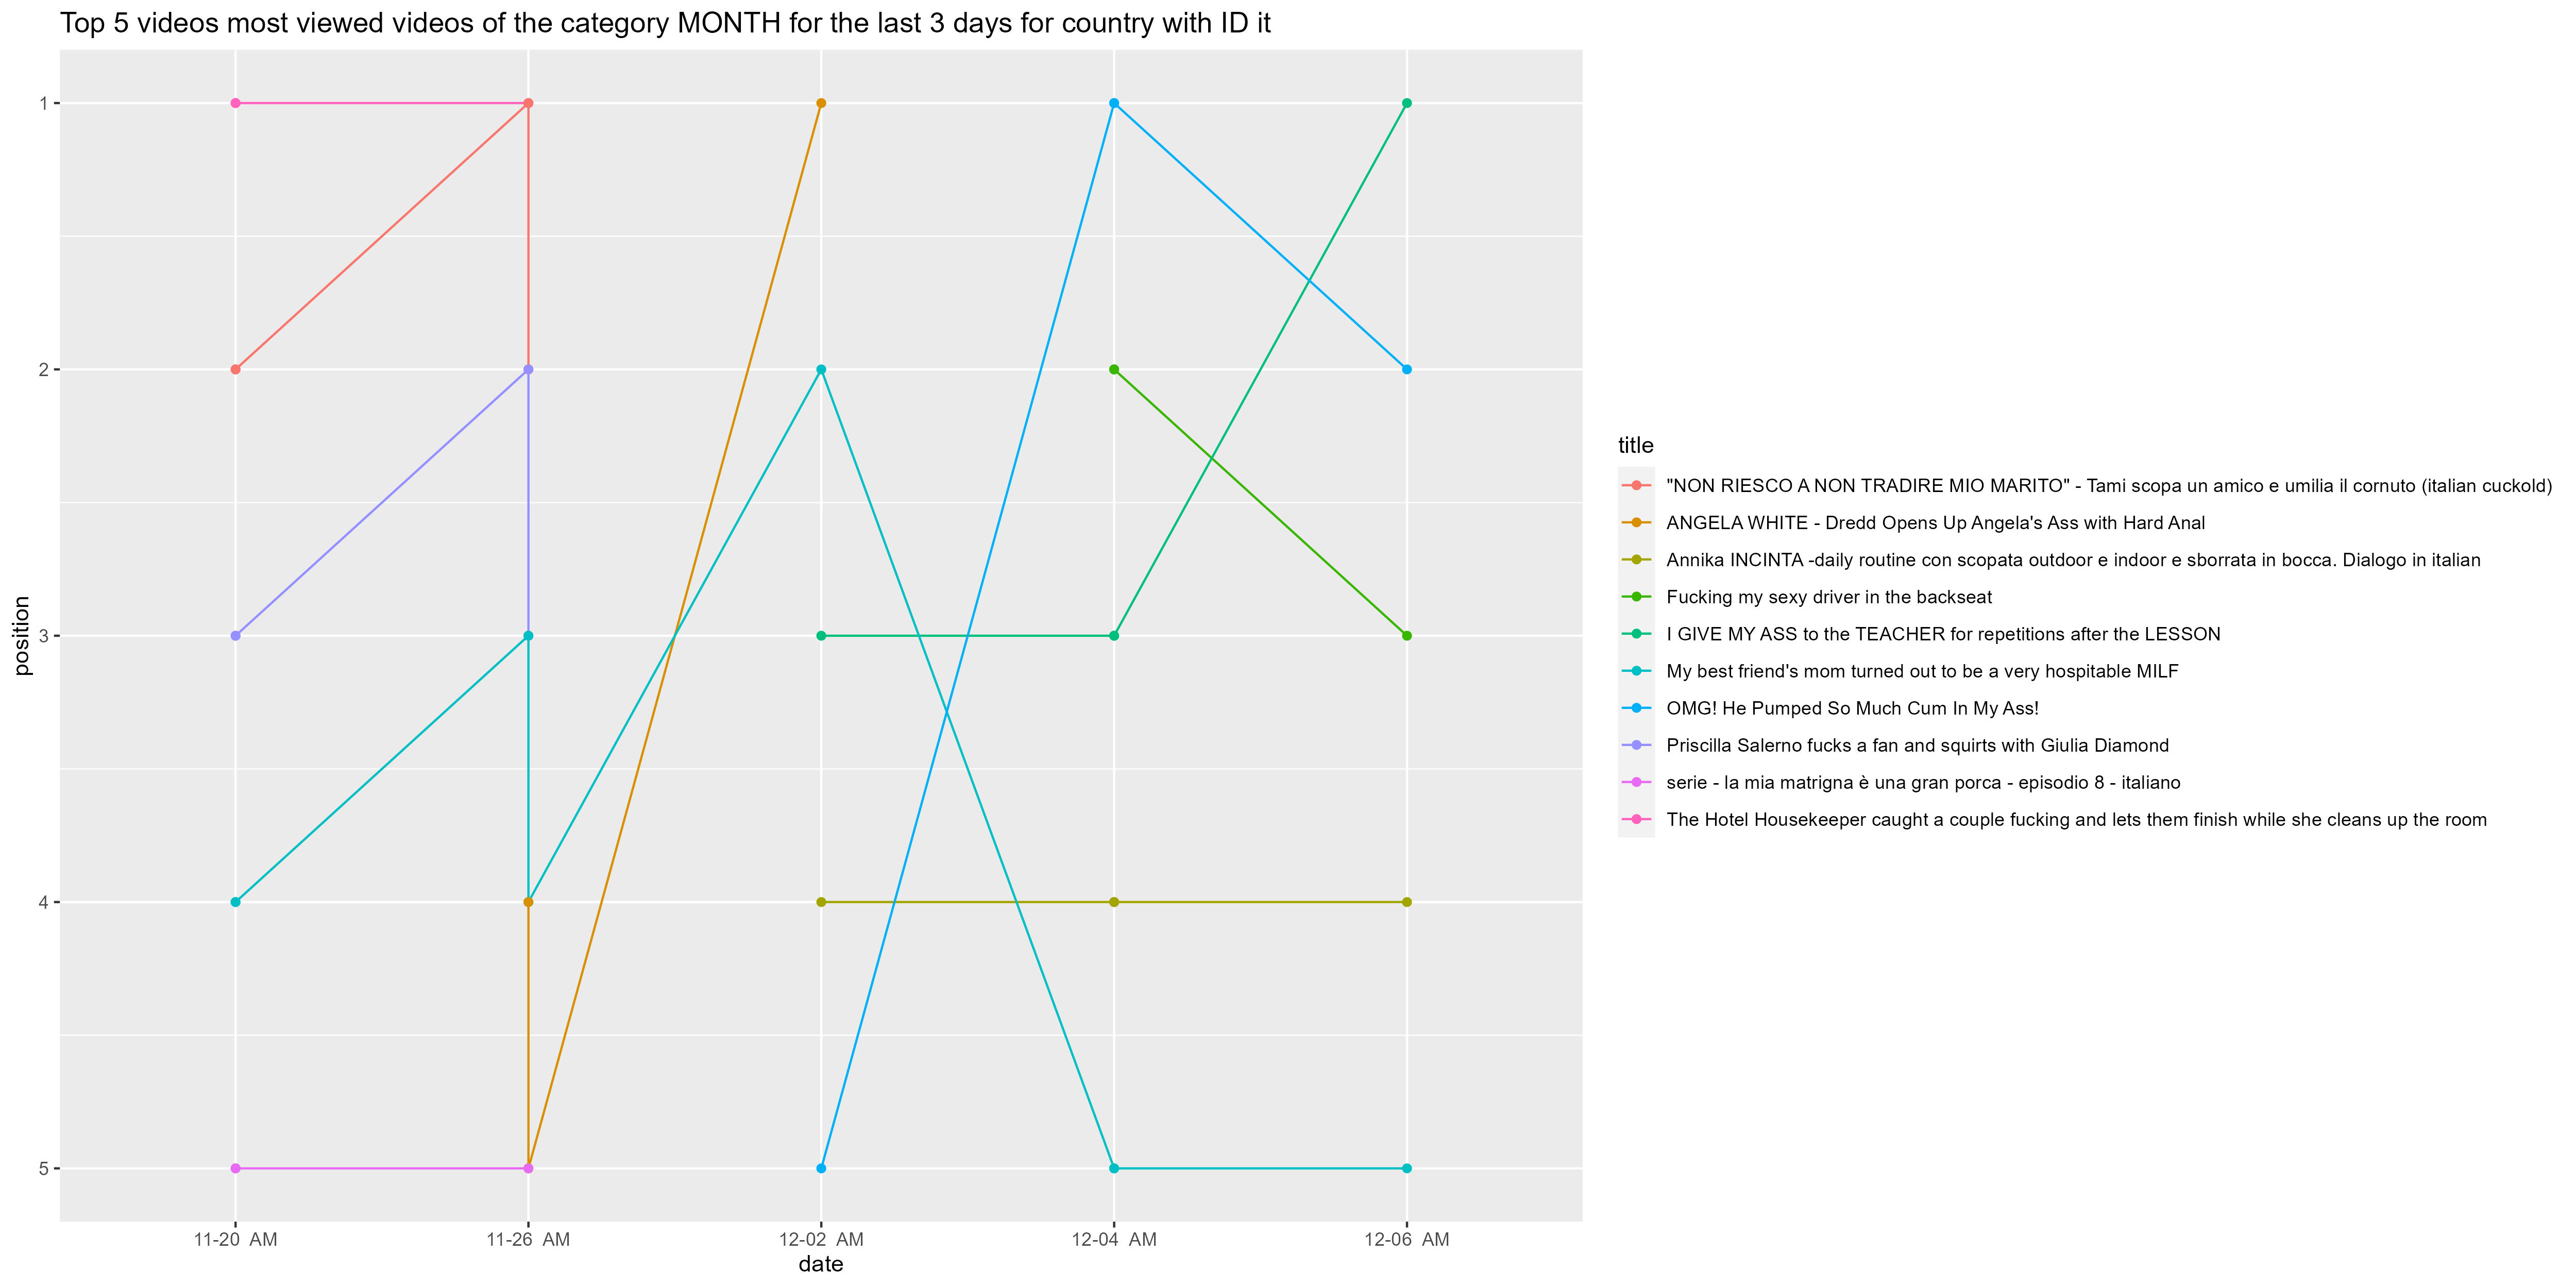 Top 5 videos most viewed videos of the category MONTH for the last 3 days for country with ID it
1
2
3
4
5
position
11-20  AM
11-26  AM
12-02  AM
12-04  AM
12-06  AM
date
title
"NON RIESCO A NON TRADIRE MIO MARITO" - Tami scopa un amico e umilia il cornuto (italian cuckold)
ANGELA WHITE - Dredd Opens Up Angela's Ass with Hard Anal
Annika INCINTA -daily routine con scopata outdoor e indoor e sborrata in bocca. Dialogo in italian
Fucking my sexy driver in the backseat
I GIVE MY ASS to the TEACHER for repetitions after the LESSON
My best friend's mom turned out to be a very hospitable MILF
OMG! He Pumped So Much Cum In My Ass!
Priscilla Salerno fucks a fan and squirts with Giulia Diamond
serie - la mia matrigna è una gran porca - episodio 8 - italiano
The Hotel Housekeeper caught a couple fucking and lets them finish while she cleans up the room